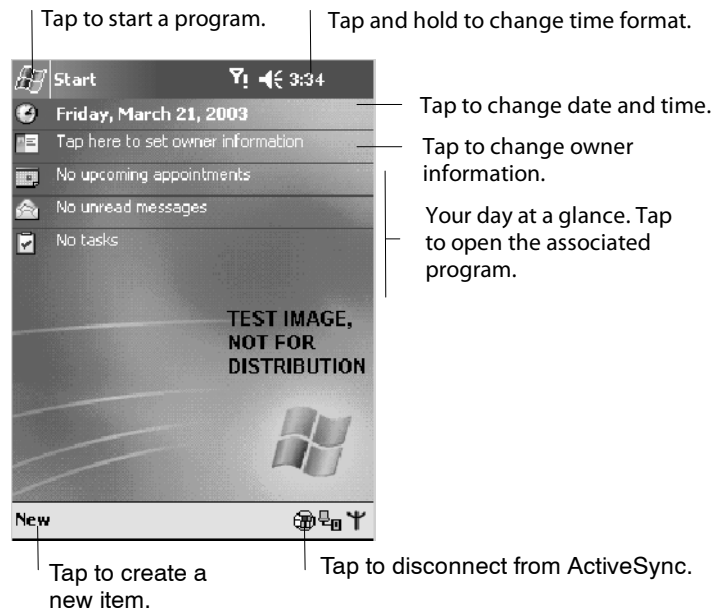 Tap to start a program.
Tap and hold to change time format.
Start 3:34
Friday, March 21, 2003
Tap to change date and time.
Tap here to set owner information
Tap to change owner
information.
No upcoming appointments
No unread messages
No tasks
Your day at a glance. Tap
to open the associated
program.
TEST IMAGE,
NOT FOR
DISTRIBUTION
New
Tap to create a
new item.
Tap to disconnect from ActiveSync.